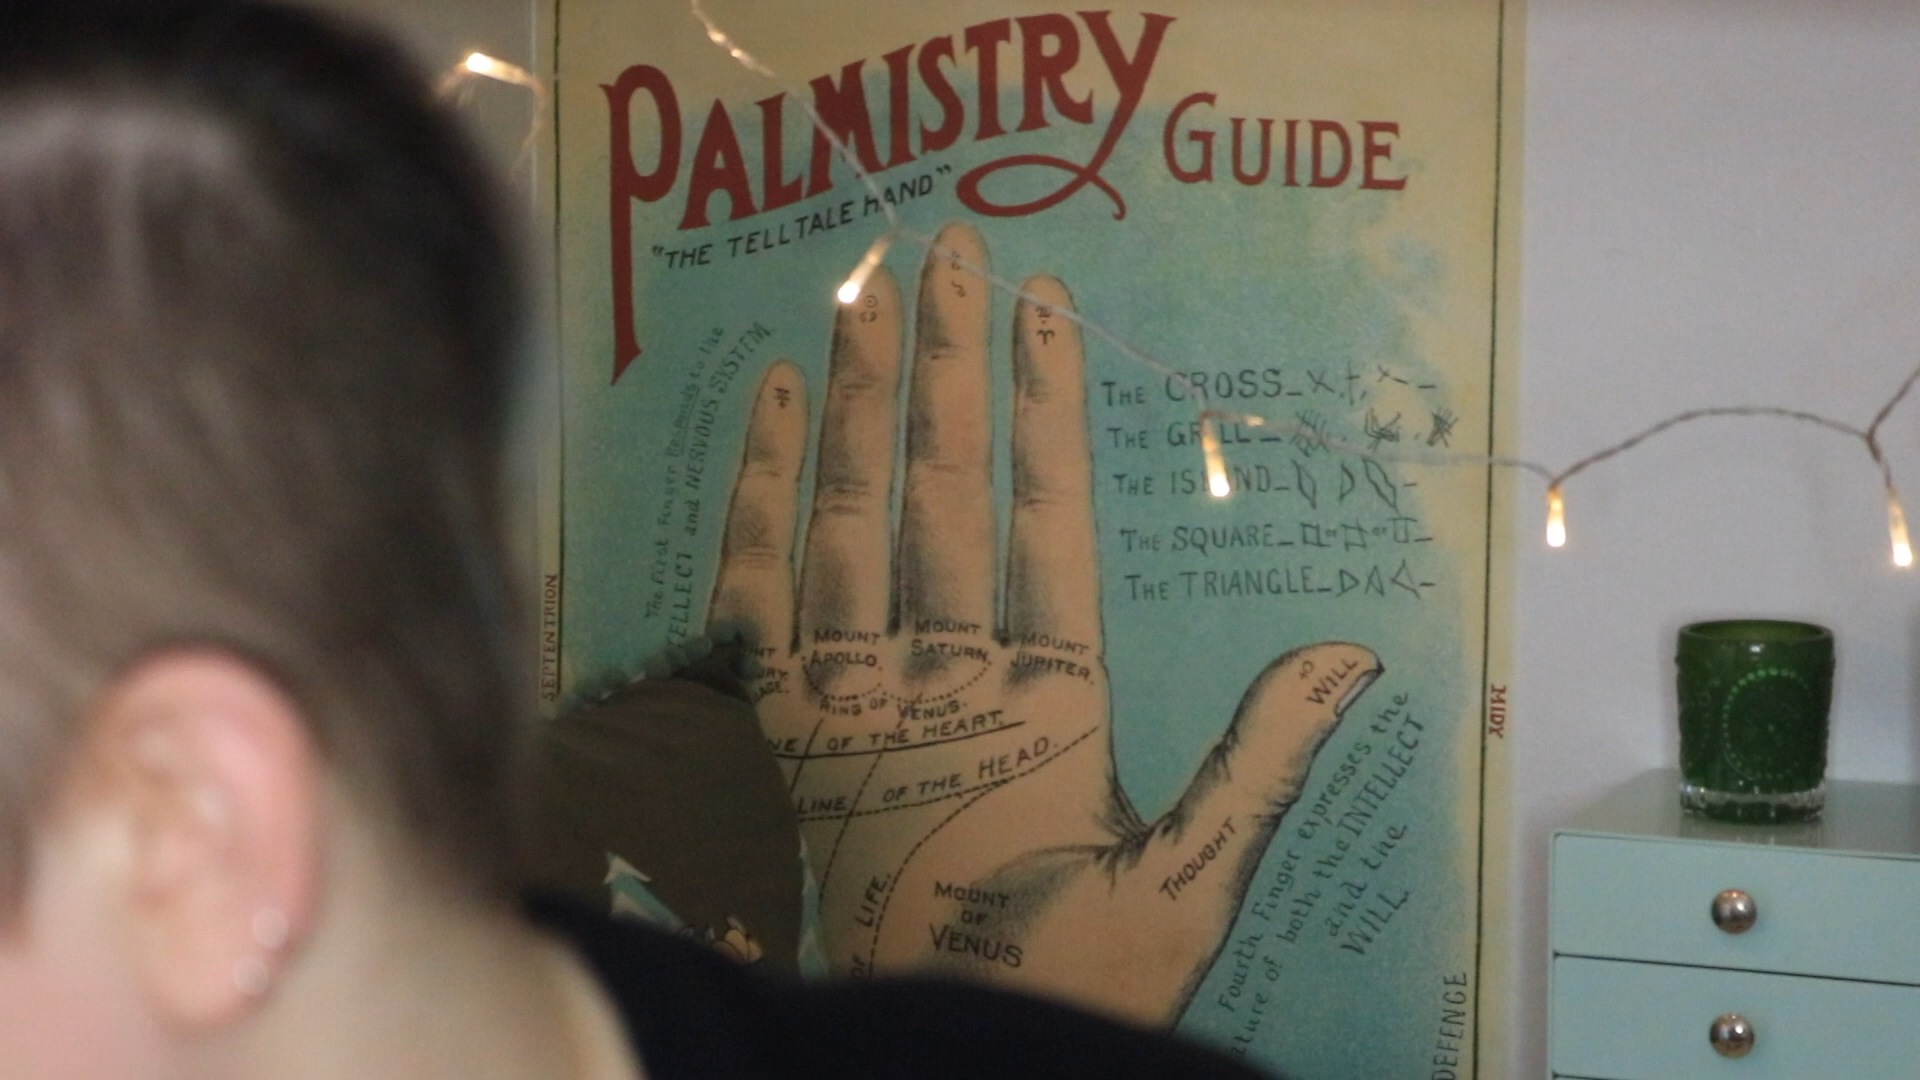 PALMISTRY GUIDE
"THE TELLTALE HAND"
The First Finger to the
INTELLECT and NERVOUS SYSTEM
THE CROSS
THE GRILL
THE ISLAND
THE SQUARE or or
THE TRIANGLE
SEPTENTRION
MOUNT APOLLO.
MOUNT SATURN
MOUNT JUPITER.
RING OF VENUS.
OF THE HEART.
LINE OF THE HEAD.
OF LIFE.
MOUNT
OF
VENUS
WILL
THOUGHT
MIDY
Fourth Finger expresses the
of both the INTELLECT
and the
WILL
DEFENCE